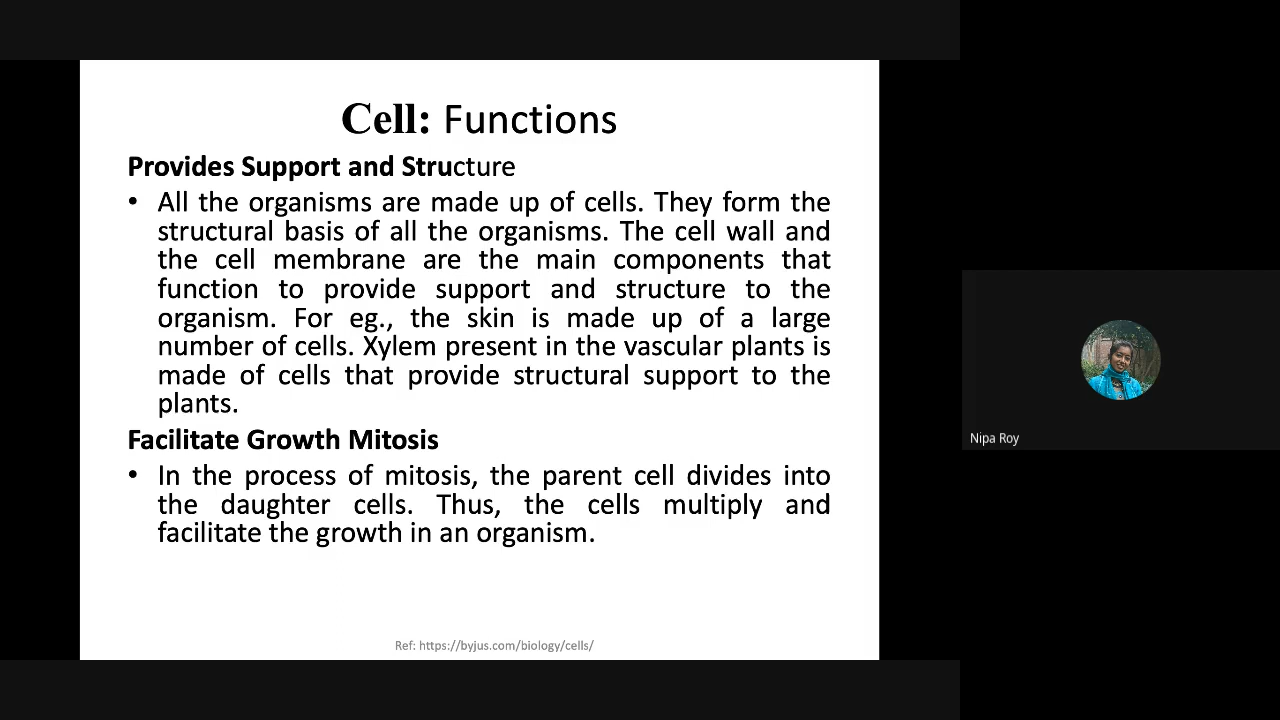 Cell: Functions
Provides Support and Structure
• All the organisms are made up of cells. They form the
structural basis of all the organisms. The cell wall and
the cell membrane are the main components that
function to provide support and structure to the
organism. For eg., the skin is made up of a large
number of cells. Xylem present in the vascular plants is
made of cells that provide structural support to the
plants.
Facilitate Growth Mitosis
• In the process of mitosis, the parent cell divides into
the daughter cells. Thus, the cells multiply and
facilitate the growth in an organism.
Ref: https://byjus.com/biology/cells/
Nipa Roy